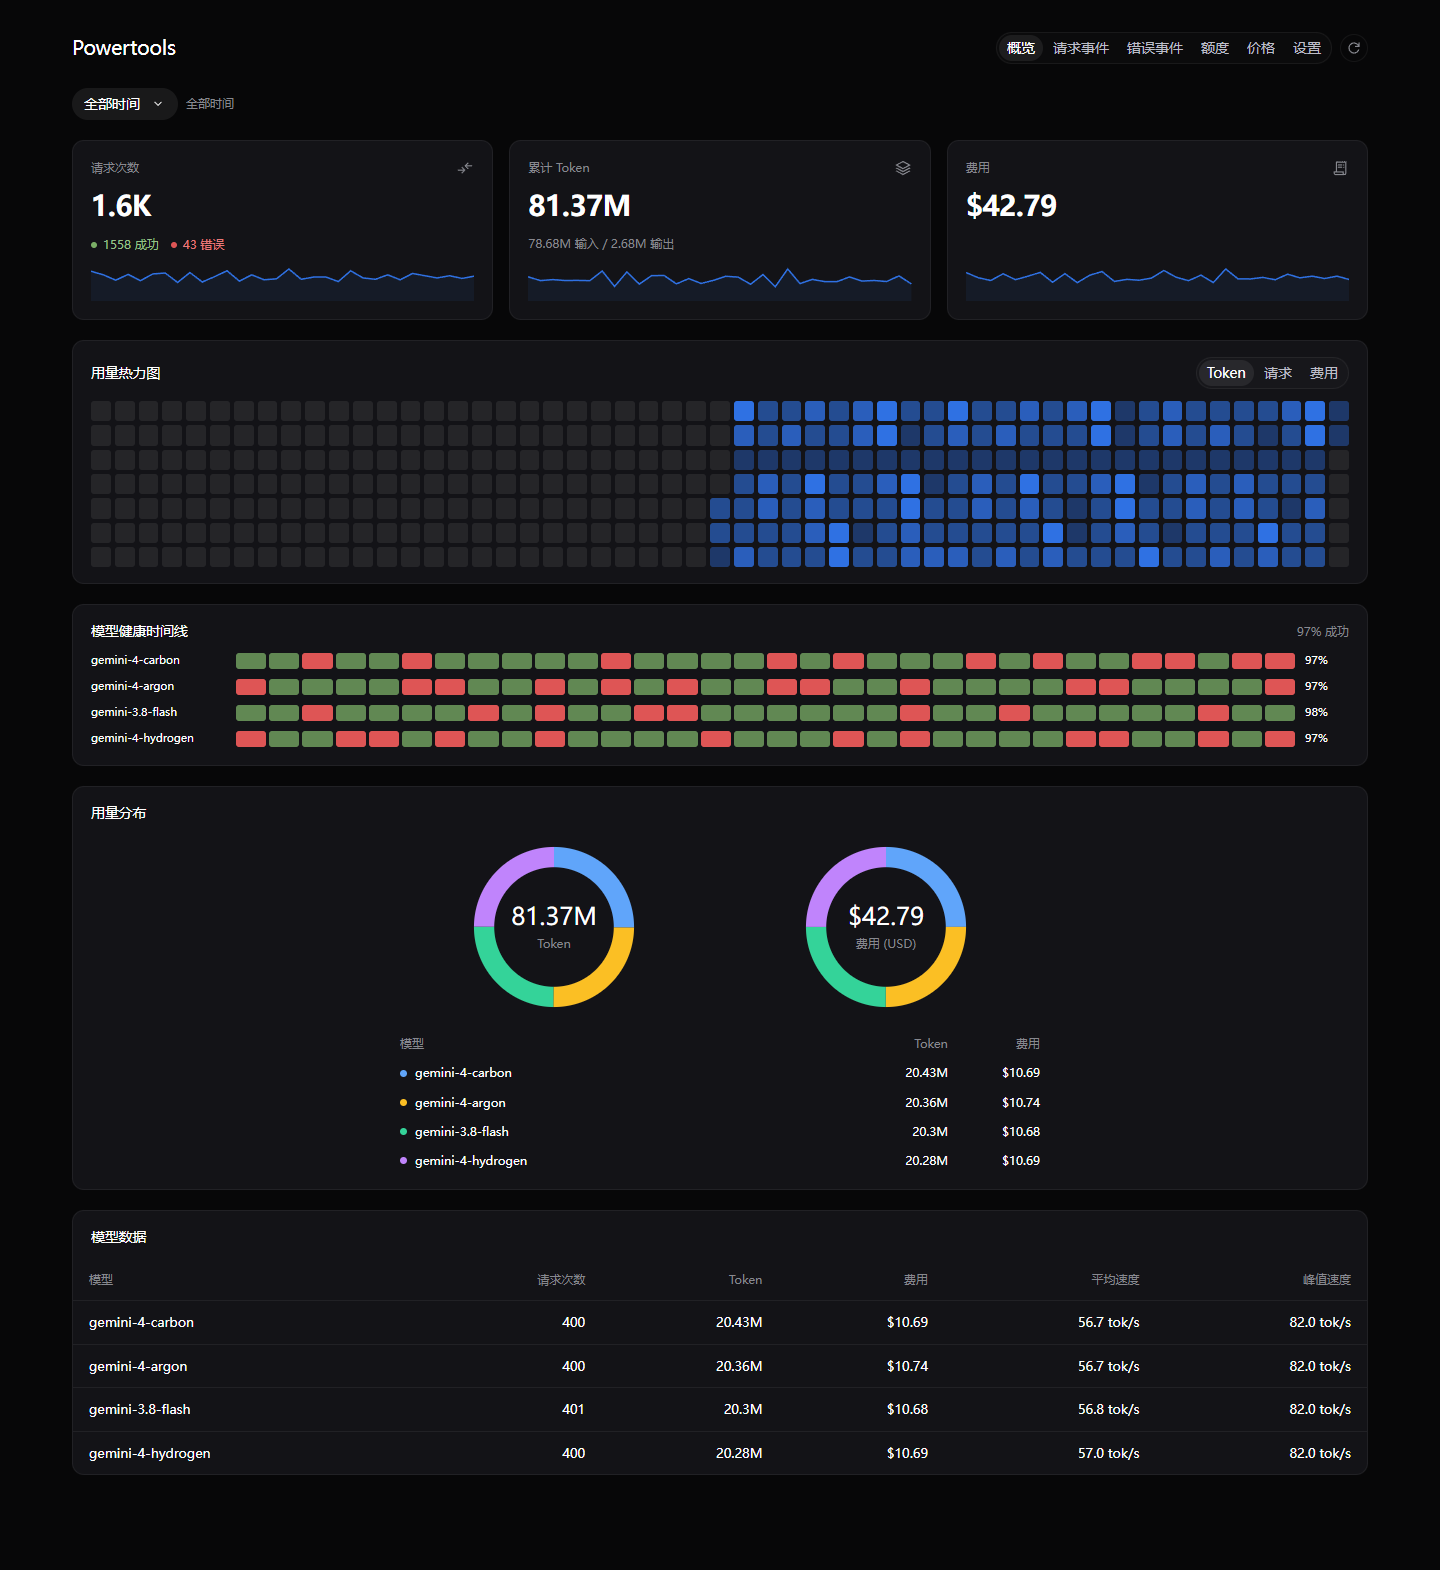 Powertools
概览 请求事件 错误事件 额度 价格 设置
全部时间 全部时间
请求次数
1.6K
1558 成功 43 错误
累计 Token
81.37M
78.68M 输入 / 2.68M 输出
费用
$42.79
用量热力图
Token 请求 费用
模型健康时间线 97% 成功
gemini-4-carbon 97%
gemini-4-argon 97%
gemini-3.8-flash 98%
gemini-4-hydrogen 97%
用量分布
81.37M
Token
$42.79
费用 (USD)
模型 Token 费用
gemini-4-carbon 20.43M $10.69
gemini-4-argon 20.36M $10.74
gemini-3.8-flash 20.3M $10.68
gemini-4-hydrogen 20.28M $10.69
模型数据
模型 请求次数 Token 费用 平均速度 峰值速度
gemini-4-carbon 400 20.43M $10.69 56.7 tok/s 82.0 tok/s
gemini-4-argon 400 20.36M $10.74 56.7 tok/s 82.0 tok/s
gemini-3.8-flash 401 20.3M $10.68 56.8 tok/s 82.0 tok/s
gemini-4-hydrogen 400 20.28M $10.69 57.0 tok/s 82.0 tok/s